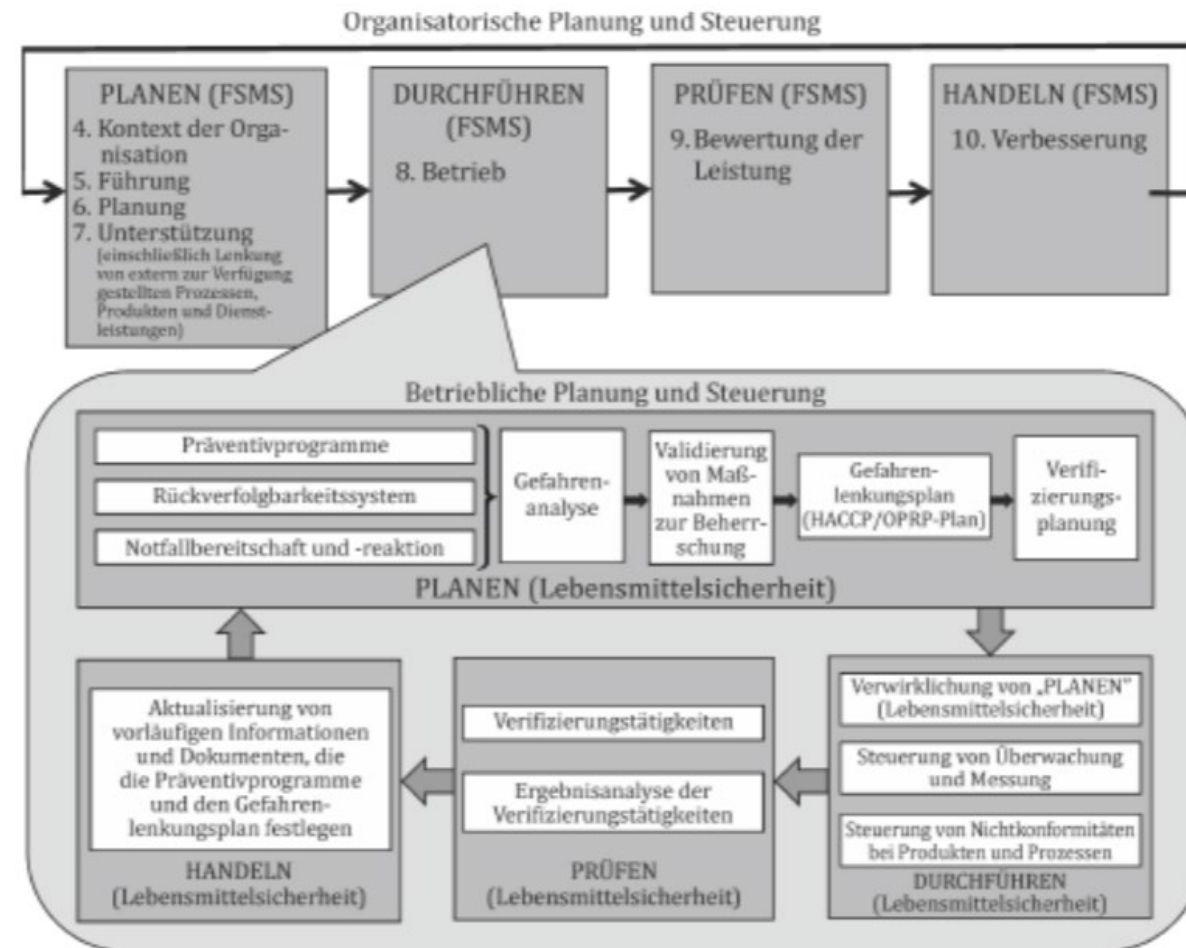 Organisatorische Planung und Steuerung
PLANEN (FSMS)
4. Kontext der Orga-
nisation
5. Führung
6. Planung
7. Unterstützung
(einschließlich Lenkung
von extern zur Verfügung
gestellten Prozessen,
Produkten und Dienst-
leistungen)
DURCHFÜHREN
(FSMS)
8. Betrieb
PRÜFEN (FSMS)
9. Bewertung der
Leistung
HANDELN (FSMS)
10. Verbesserung
Betriebliche Planung und Steuerung
Präventivprogramme
Rückverfolgbarkeitssystem
Notfallbereitschaft und -reaktion
Gefahren-
analyse
Validierung
von Maß-
nahmen
zur Beherr-
schung
Gefahren-
lenkungsplan
(HACCP/OPRP-Plan)
Verifi-
zierungs-
planung
PLANEN (Lebensmittelsicherheit)
Verwirklichung von „PLANEN"
(Lebensmittelsicherheit)
Steuerung von Überwachung
und Messung
Steuerung von Nichtkonformitäten
bei Produkten und Prozessen
DURCHFÜHREN
(Lebensmittelsicherheit)
Verifizierungstätigkeiten
Ergebnisanalyse der
Verifizierungstätigkeiten
PRÜFEN
(Lebensmittelsicherheit)
Aktualisierung von
vorläufigen Informationen
und Dokumenten, die
die Präventivprogramme
und den Gefahren-
lenkungsplan festlegen
HANDELN
(Lebensmittelsicherheit)